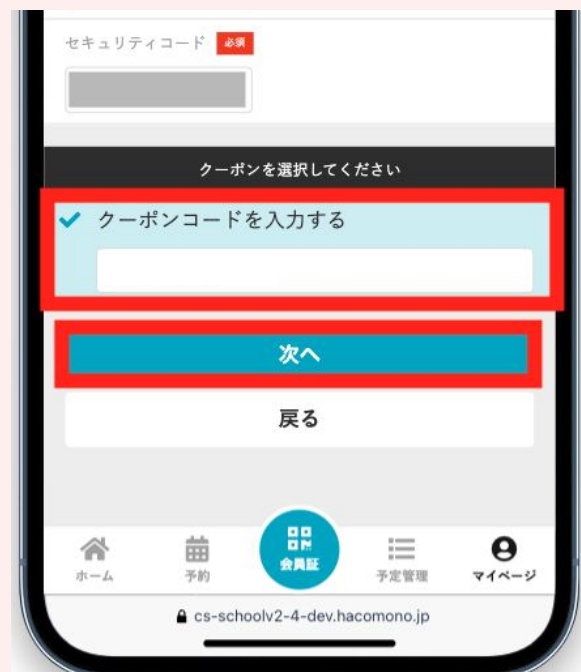 セキュリティコード 必須
クーポンを選択してください
クーポンコードを入力する
次へ
戻る
会員証
ホーム 予約 予定管理 マイページ
cs-schoolv2-4-dev.hacomono.jp